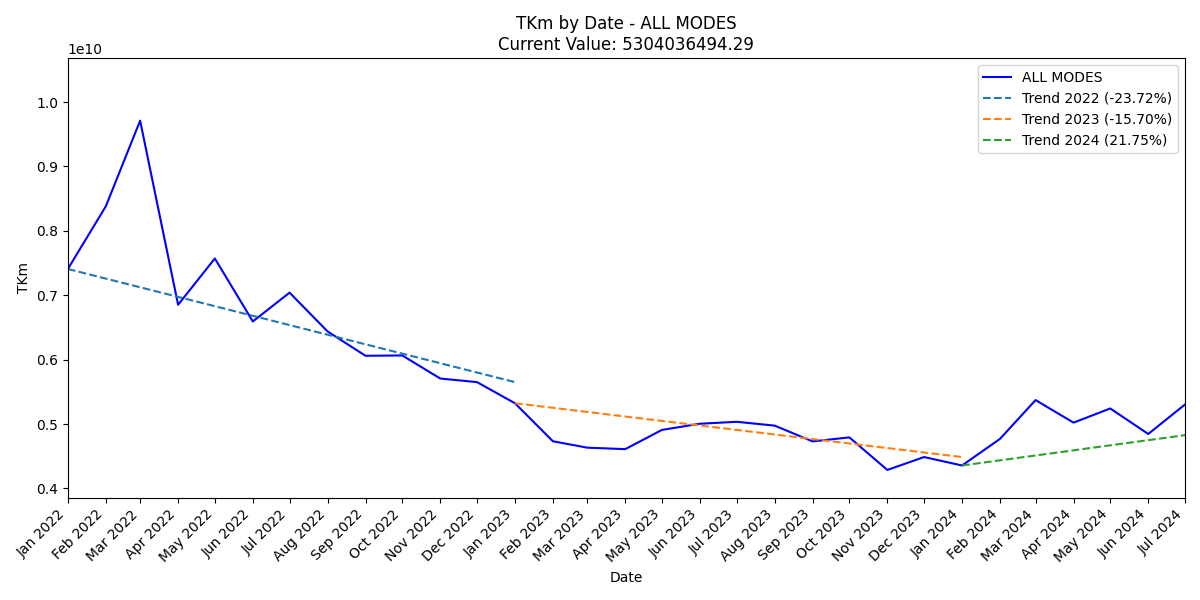 TKm by Date - ALL MODES
Current Value: 5304036494.29
1e10
ALL MODES
Trend 2022 (-23.72%)
Trend 2023 (-15.70%)
Trend 2024 (21.75%)
1.0
0.9
0.8
0.7
0.6
0.5
0.4
TKm
Jan 2022
Feb 2022
Mar 2022
Apr 2022
May 2022
Jun 2022
Jul 2022
Aug 2022
Sep 2022
Oct 2022
Nov 2022
Dec 2022
Jan 2023
Feb 2023
Mar 2023
Apr 2023
May 2023
Jun 2023
Jul 2023
Aug 2023
Sep 2023
Oct 2023
Nov 2023
Dec 2023
Jan 2024
Feb 2024
Mar 2024
Apr 2024
May 2024
Jun 2024
Jul 2024
Date